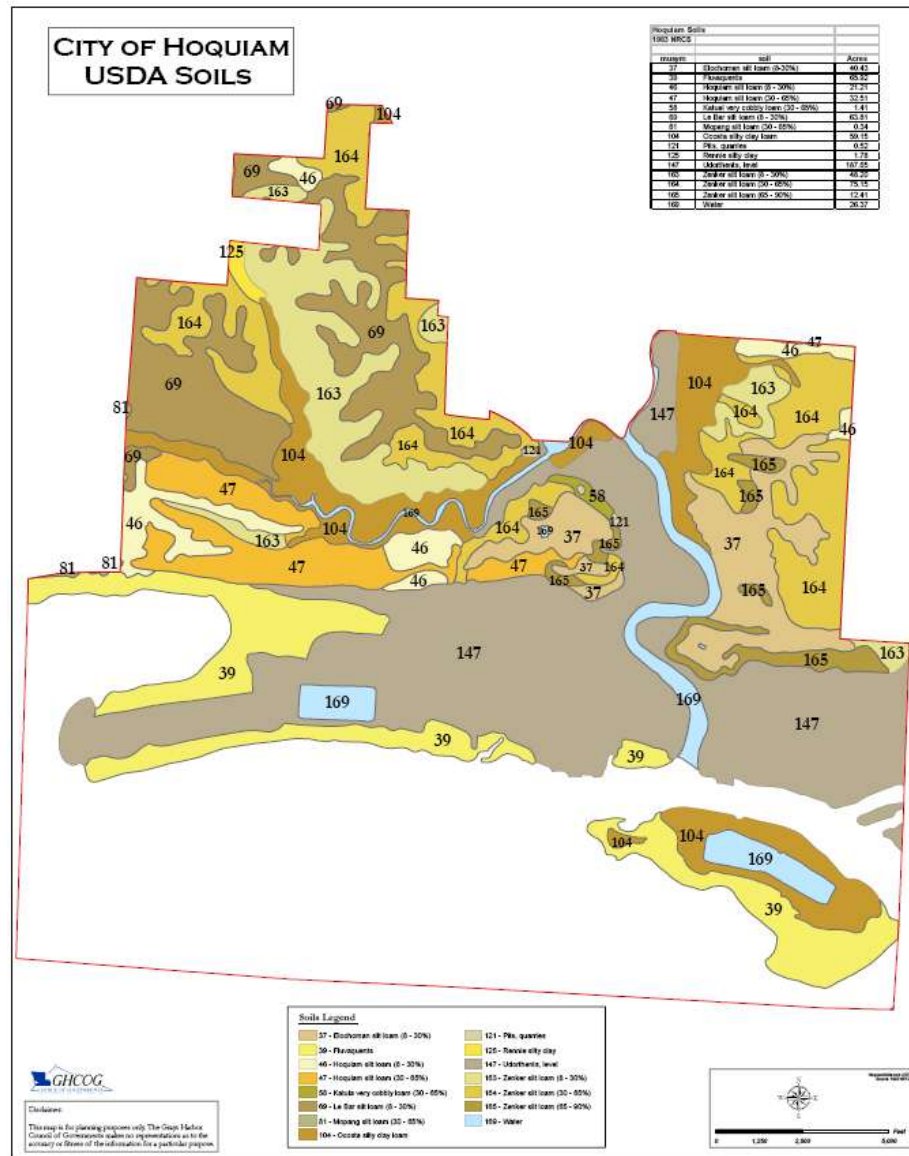 CITY OF HOQUIAM
USDA SOILS
Hoquiam Soils
1983 NRCS
musym soil Acres
37 Elochoman silt loam (8-30%) 40.43
39 Fluvaquents 65.92
46 Hoquiam silt loam (8 - 30%) 21.21
47 Hoquiam silt loam (30 - 65%) 32.51
58 Katula very cobbly loam (30 - 65%) 1.41
69 Le Bar silt loam (8 - 30%) 63.81
81 Mopang silt loam (30 - 65%) 0.34
104 Ocosta silty clay loam 59.15
121 Pits, quarries 0.52
125 Rennie silty clay 1.78
147 Udorthents, level 187.65
163 Zenker silt loam (8 - 30%) 48.20
164 Zenker silt loam (30 - 65%) 75.15
165 Zenker silt loam (65 - 90%) 12.41
169 Water 26.37
69
104
164
69
46
163
125
163
164
69
69
163
81
104
164
164
121
104
147
104
46
47
163
164
164
46
164
165
165
69
47
46
163
104
169
46
164
165
169
37
58
121
165
37
164
165
37
47
46
47
81
81
37
165
164
165
163
39
147
169
39
39
169
147
104
104
169
39
Soils Legend
37 - Elochoman silt loam (8 - 30%)
39 - Fluvaquents
46 - Hoquiam silt loam (8 - 30%)
47 - Hoquiam silt loam (30 - 65%)
58 - Katula very cobbly loam (30 - 65%)
69 - Le Bar silt loam (8 - 30%)
81 - Mopang silt loam (30 - 65%)
104 - Ocosta silty clay loam
121 - Pits, quarries
125 - Rennie silty clay
147 - Udorthents, level
163 - Zenker silt loam (8 - 30%)
164 - Zenker silt loam (30 - 65%)
165 - Zenker silt loam (65 - 90%)
169 - Water
GHCOG
Disclaimer:
This map is for planning purposes only. The Grays Harbor
Council of Governments makes no representations as to the
accuracy or fitness of the information for a particular purpose.
0 1,250 2,500 5,000 Feet